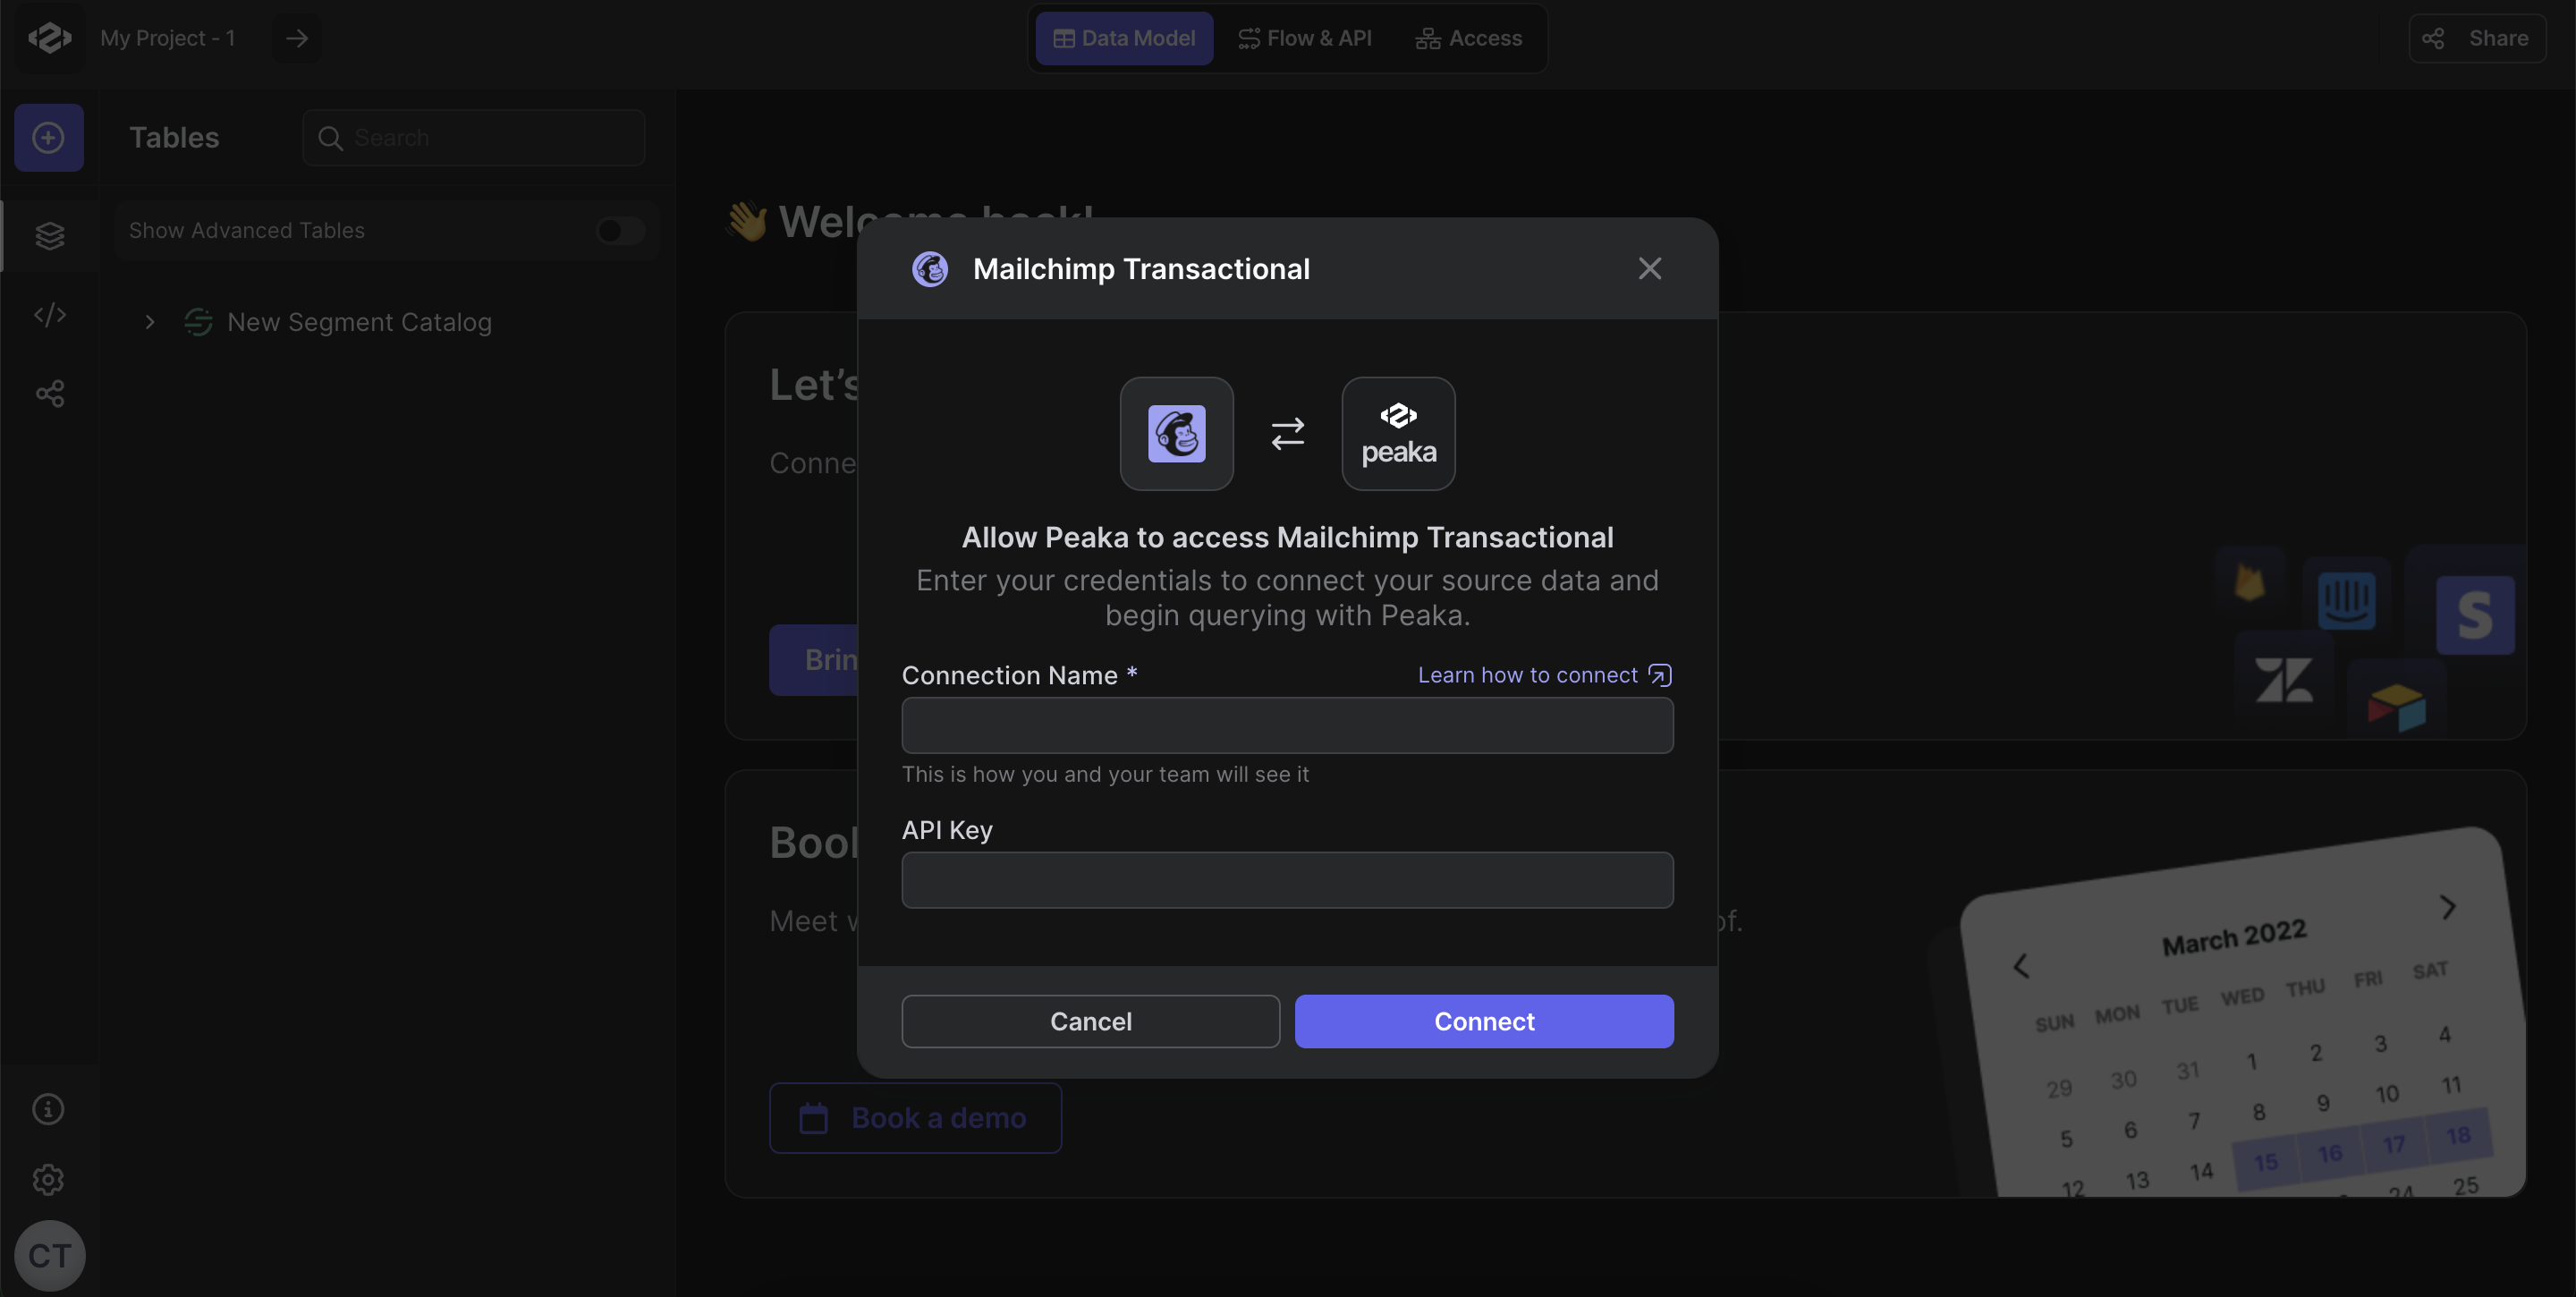 My Project - 1
Data Model
Flow & API
Access
Share
Tables
Search
Show Advanced Tables
New Segment Catalog
Welcome back!
Let's
Conne
Brin
Mailchimp Transactional
peaka
Allow Peaka to access Mailchimp Transactional
Enter your credentials to connect your source data and
begin querying with Peaka.
Connection Name *
Learn how to connect
This is how you and your team will see it
API Key
Cancel
Connect
Boo
Meet
of.
Book a demo
S
March 2022
SUN MON TUE WED THU FRI SAT
29 30 31 1 2 3 4
5 6 7 8 9 10 11
12 13 14 15 16 17 18
24 25
CT